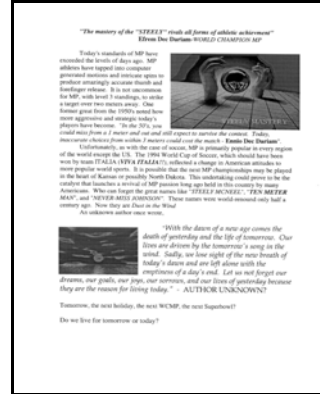 "The mastery of the "STEELY" rivals all forms of athletic achievement"
Efrem Dee Duriam-WORLD CHAMPION MP
Today's standards of MP have
exceeded the levels of days ago. MP
athletes have tapped into computer
generated motions and intricate spins to
produce amazingly accurate thumb and
forefinger release. It is not uncommon
for MP, with level 3 standings, to strike
a target over two meters away. One
former great from the 1950's noted how
more aggressive and strategic today's
players have become. "In the 50's, you
STEELY MASTERY
could miss from a 1 meter and out and still expect to survive the contest. Today,
inaccurate choices from within 3 meters could cost the match - Ennio Dee Duriam".
Unfortunately, as with the case of soccer, MP is primarily popular in every region
of the world except the US. The 1994 World Cup of Soccer, which should have been
won by team ITALIA (VIVA ITALIA!!), reflected a change in American attitudes to
more popular world sports. It is possible that the next MP championships may be played
in the heart of Kansas or possibly North Dakota. This undertaking could prove to be the
catalyst that launches a revival of MP passion long ago held in this country by many
Americans. Who can forget the great names like "STEELY MCNEEL", "TEN METER
MAN", and "NEVER-MISS JOHNSON". These names were world-renowned only half a
century ago. Now they are Dust in the Wind
An unknown author once wrote,
"With the dawn of a new age comes the
death of yesterday and the life of tomorrow. Our
lives are driven by the tomorrow's song in the
wind. Sadly, we lose sight of the new breath of
today's dawn and are left alone with the
emptiness of a day's end. Let us not forget our
dreams, our goals, our joys, our sorrows, and our lives of yesterday because
they are the reason for living today." - AUTHOR UNKNOWN?
Tomorrow, the next holiday, the next WCMP, the next Superbowl?
Do we live for tomorrow or today?